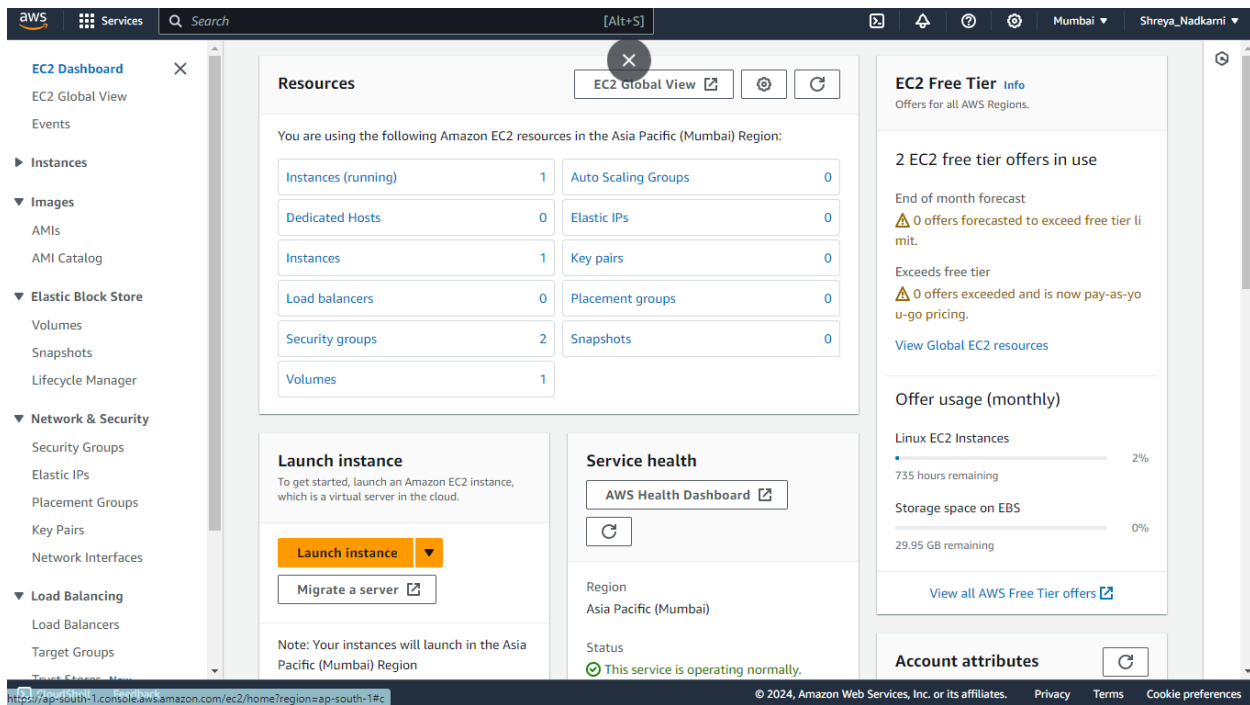 aws
Services
Search
[Alt+S]
Mumbai
Shreya_Nadkarni
EC2 Dashboard
EC2 Global View
Events
Instances
Images
AMIs
AMI Catalog
Elastic Block Store
Volumes
Snapshots
Lifecycle Manager
Network & Security
Security Groups
Elastic IPs
Placement Groups
Key Pairs
Network Interfaces
Load Balancing
Load Balancers
Target Groups
Trust Stores New
Resources
EC2 Global View
You are using the following Amazon EC2 resources in the Asia Pacific (Mumbai) Region:
Instances (running) 1
Auto Scaling Groups 0
Dedicated Hosts 0
Elastic IPs 0
Instances 1
Key pairs 0
Load balancers 0
Placement groups 0
Security groups 2
Snapshots 0
Volumes 1
Launch instance
To get started, launch an Amazon EC2 instance,
which is a virtual server in the cloud.
Launch instance
Migrate a server
Note: Your instances will launch in the Asia
Pacific (Mumbai) Region
Service health
AWS Health Dashboard
Region
Asia Pacific (Mumbai)
Status
This service is operating normally.
EC2 Free Tier Info
Offers for all AWS Regions.
2 EC2 free tier offers in use
End of month forecast
0 offers forecasted to exceed free tier li
mit.
Exceeds free tier
0 offers exceeded and is now pay-as-yo
u-go pricing.
View Global EC2 resources
Offer usage (monthly)
Linux EC2 Instances
2%
735 hours remaining
Storage space on EBS
0%
29.95 GB remaining
View all AWS Free Tier offers
Account attributes
CloudShell Feedback
https://ap-south-1.console.aws.amazon.com/ec2/home?region=ap-south-1#c
© 2024, Amazon Web Services, Inc. or its affiliates.
Privacy
Terms
Cookie preferences